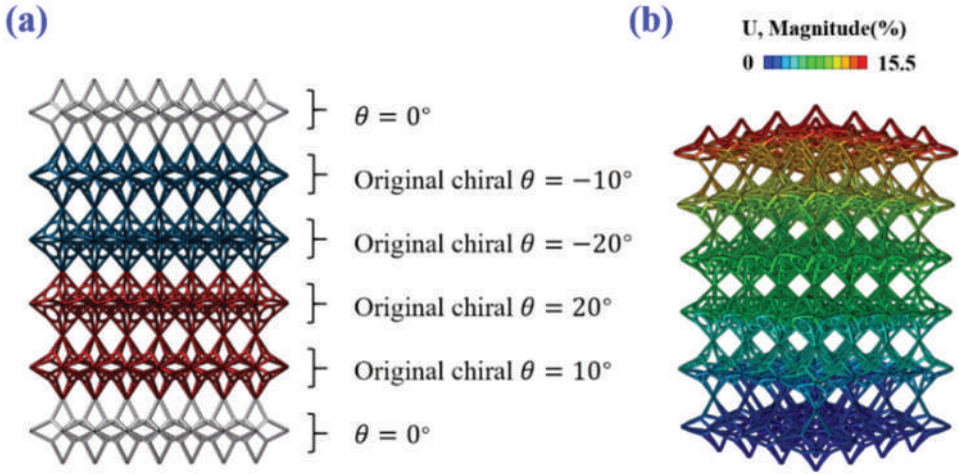 (a)
θ = 0°
Original chiral θ = −10°
Original chiral θ = −20°
Original chiral θ = 20°
Original chiral θ = 10°
θ = 0°
(b)
U, Magnitude(%)
0 15.5